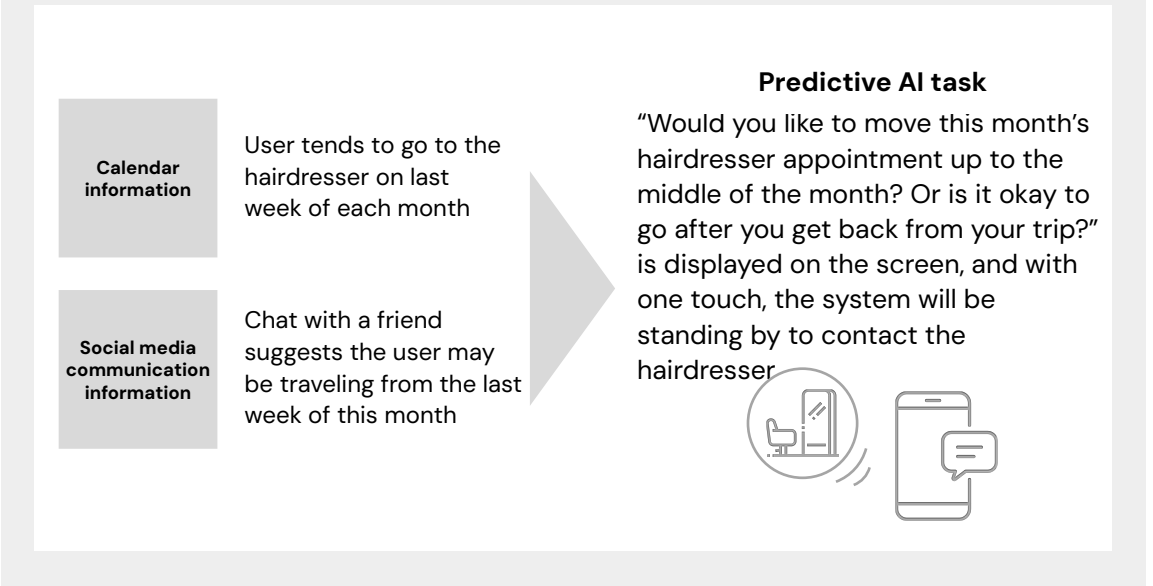 Calendar
information
User tends to go to the
hairdresser on last
week of each month
Social media
communication
information
Chat with a friend
suggests the user may
be traveling from the last
week of this month
Predictive AI task
“Would you like to move this month’s
hairdresser appointment up to the
middle of the month? Or is it okay to
go after you get back from your trip?”
is displayed on the screen, and with
one touch, the system will be
standing by to contact the
hairdresser